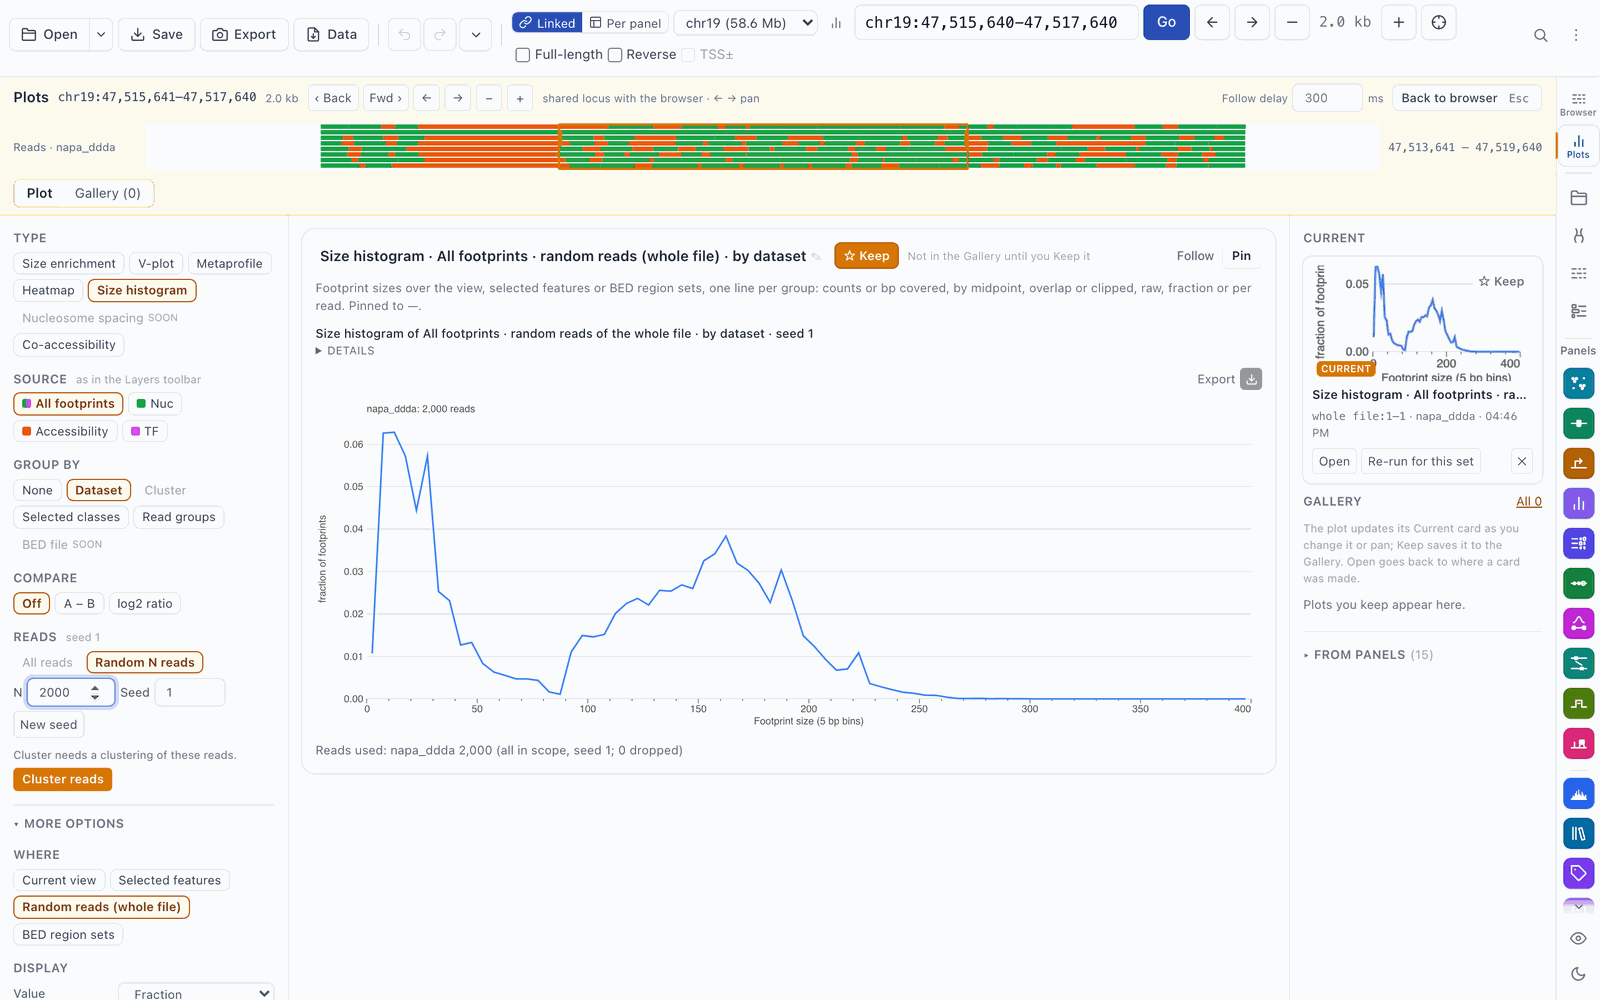 Open
Save
Export
Data
Linked
Per panel
chr19 (58.6 Mb)
chr19:47,515,640–47,517,640
Go
2.0 kb
Full-length
Reverse
TSS±
Plots
chr19:47,515,641–47,517,640
2.0 kb
‹ Back
Fwd ›
←
→
−
+
shared locus with the browser · ← → pan
Follow delay
300
ms
Back to browser Esc
Reads · napa_ddda
47,513,641 – 47,519,640
Plot
Gallery (0)
TYPE
Size enrichment
V-plot
Metaprofile
Heatmap
Size histogram
Nucleosome spacing SOON
Co-accessibility
SOURCE as in the Layers toolbar
All footprints
Nuc
Accessibility
TF
GROUP BY
None
Dataset
Cluster
Selected classes
Read groups
BED file SOON
COMPARE
Off
A – B
log2 ratio
READS seed 1
All reads
Random N reads
N 2000 Seed 1
New seed
Cluster needs a clustering of these reads.
Cluster reads
MORE OPTIONS
WHERE
Current view
Selected features
Random reads (whole file)
BED region sets
DISPLAY
Value Fraction
Size histogram · All footprints · random reads (whole file) · by dataset
Keep
Not in the Gallery until you Keep it
Follow
Pin
Footprint sizes over the view, selected features or BED region sets, one line per group: counts or bp covered, by midpoint, overlap or clipped, raw, fraction or per
read. Pinned to —.
Size histogram of All footprints · random reads of the whole file · by dataset · seed 1
DETAILS
Export
napa_ddda: 2,000 reads
fraction of footprints
0.06
0.05
0.04
0.03
0.02
0.01
0.00
0 50 100 150 200 250 300 350 400
Footprint size (5 bp bins)
Reads used: napa_ddda 2,000 (all in scope, seed 1; 0 dropped)
CURRENT
fraction of footprin
0.05
Keep
0.00
0 200 400
CURRENT
Footprint size (5 bp bins)
Size histogram · All footprints · ra...
whole file:1–1 · napa_ddda · 04:46
PM
Open
Re-run for this set
GALLERY
All 0
The plot updates its Current card as you
change it or pan; Keep saves it to the
Gallery. Open goes back to where a card
was made.
Plots you keep appear here.
FROM PANELS (15)
Browser
Plots
Panels